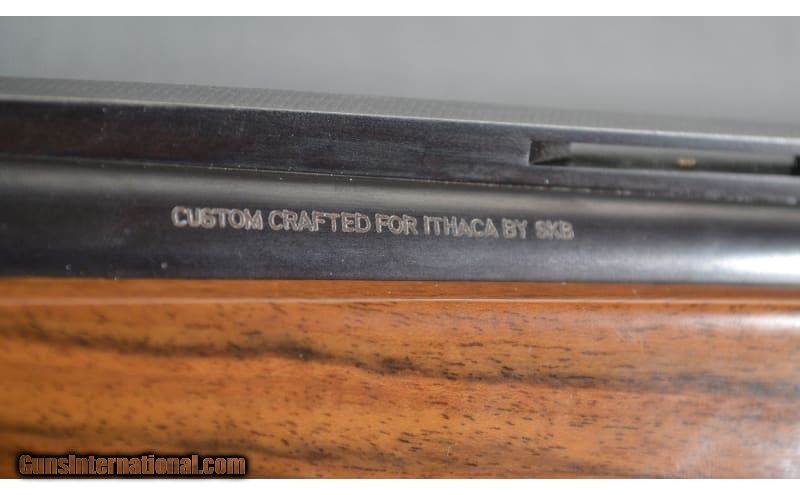 CUSTOM CRAFTED FOR ITHACA BY SKB
GunsInternational.com